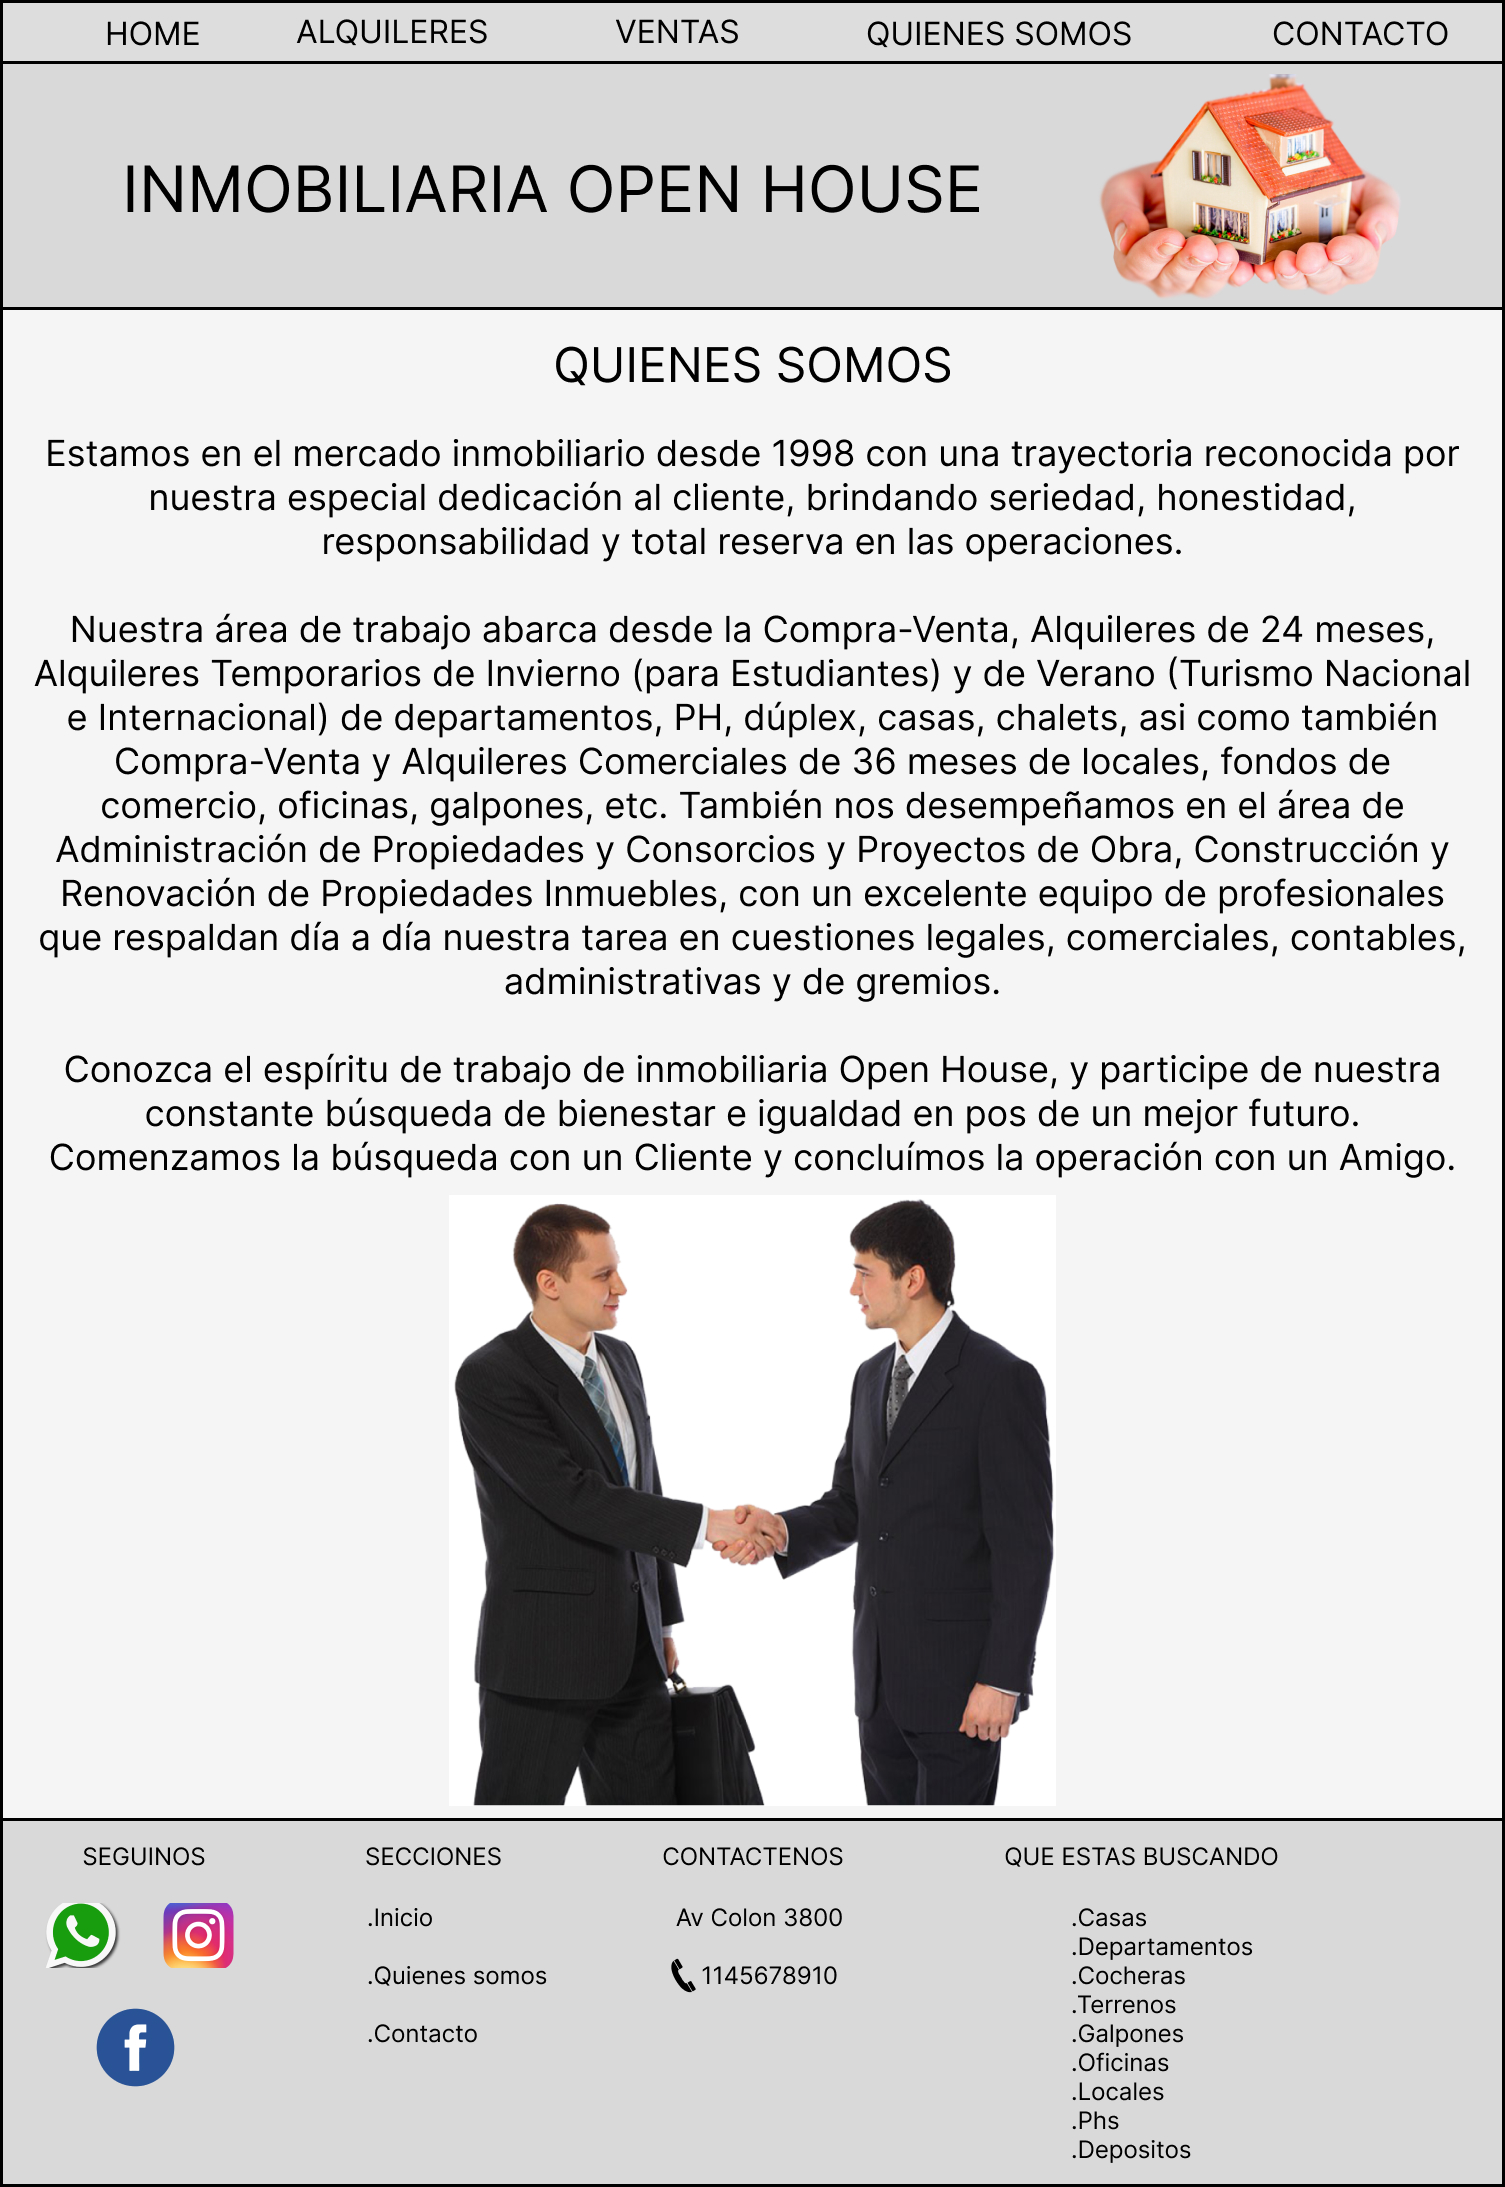 HOME ALQUILERES VENTAS QUIENES SOMOS CONTACTO
INMOBILIARIA OPEN HOUSE
QUIENES SOMOS
Estamos en el mercado inmobiliario desde 1998 con una trayectoria reconocida por
nuestra especial dedicación al cliente, brindando seriedad, honestidad,
responsabilidad y total reserva en las operaciones.
Nuestra área de trabajo abarca desde la Compra-Venta, Alquileres de 24 meses,
Alquileres Temporarios de Invierno (para Estudiantes) y de Verano (Turismo Nacional
e Internacional) de departamentos, PH, dúplex, casas, chalets, asi como también
Compra-Venta y Alquileres Comerciales de 36 meses de locales, fondos de
comercio, oficinas, galpones, etc. También nos desempeñamos en el área de
Administración de Propiedades y Consorcios y Proyectos de Obra, Construcción y
Renovación de Propiedades Inmuebles, con un excelente equipo de profesionales
que respaldan día a día nuestra tarea en cuestiones legales, comerciales, contables,
administrativas y de gremios.
Conozca el espíritu de trabajo de inmobiliaria Open House, y participe de nuestra
constante búsqueda de bienestar e igualdad en pos de un mejor futuro.
Comenzamos la búsqueda con un Cliente y concluímos la operación con un Amigo.
SEGUINOS
SECCIONES
.Inicio
.Quienes somos
.Contacto
CONTACTENOS
Av Colon 3800
1145678910
QUE ESTAS BUSCANDO
.Casas
.Departamentos
.Cocheras
.Terrenos
.Galpones
.Oficinas
.Locales
.Phs
.Depositos